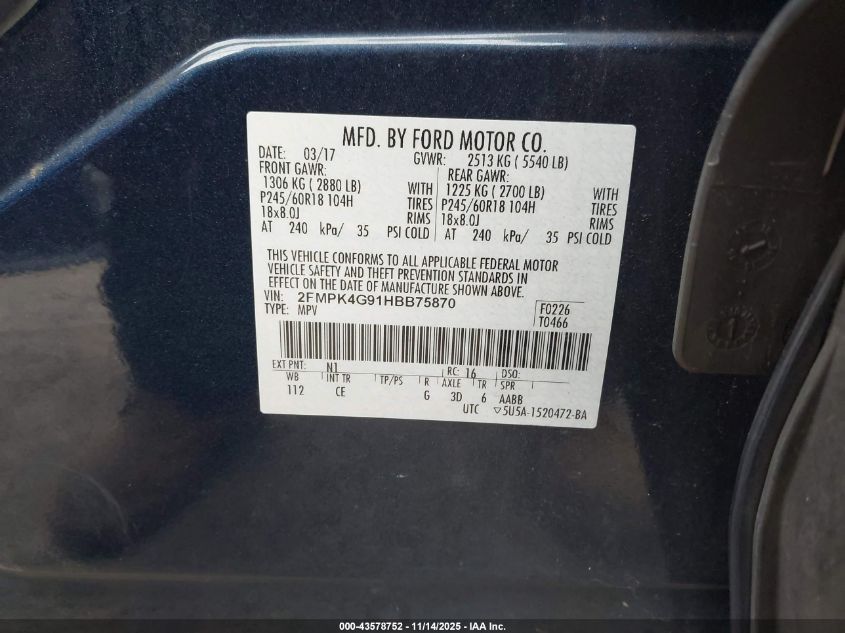 MFD. BY FORD MOTOR CO.
DATE: 03/17 GVWR: 2513 KG ( 5540 LB)
FRONT GAWR: REAR GAWR:
1306 KG ( 2880 LB) WITH 1225 KG ( 2700 LB) WITH
P245/60R18 104H TIRES P245/60R18 104H TIRES
18x8.0J RIMS 18x8.0J RIMS
AT 240 kPa/ 35 PSI COLD AT 240 kPa/ 35 PSI COLD
THIS VEHICLE CONFORMS TO ALL APPLICABLE FEDERAL MOTOR
VEHICLE SAFETY AND THEFT PREVENTION STANDARDS IN
EFFECT ON THE DATE OF MANUFACTURE SHOWN ABOVE.
VIN: 2FMPK4G91HBB75870 F0226
TYPE: MPV T0466
EXT PNT: N1 RC: 16 DSO:
WB INT TR TP/PS R AXLE TR SPR
112 CE G 3D 6 AABB
UTC ▽5U5A-1520472-BA
000-43578752 - 11/14/2025 - IAA Inc.